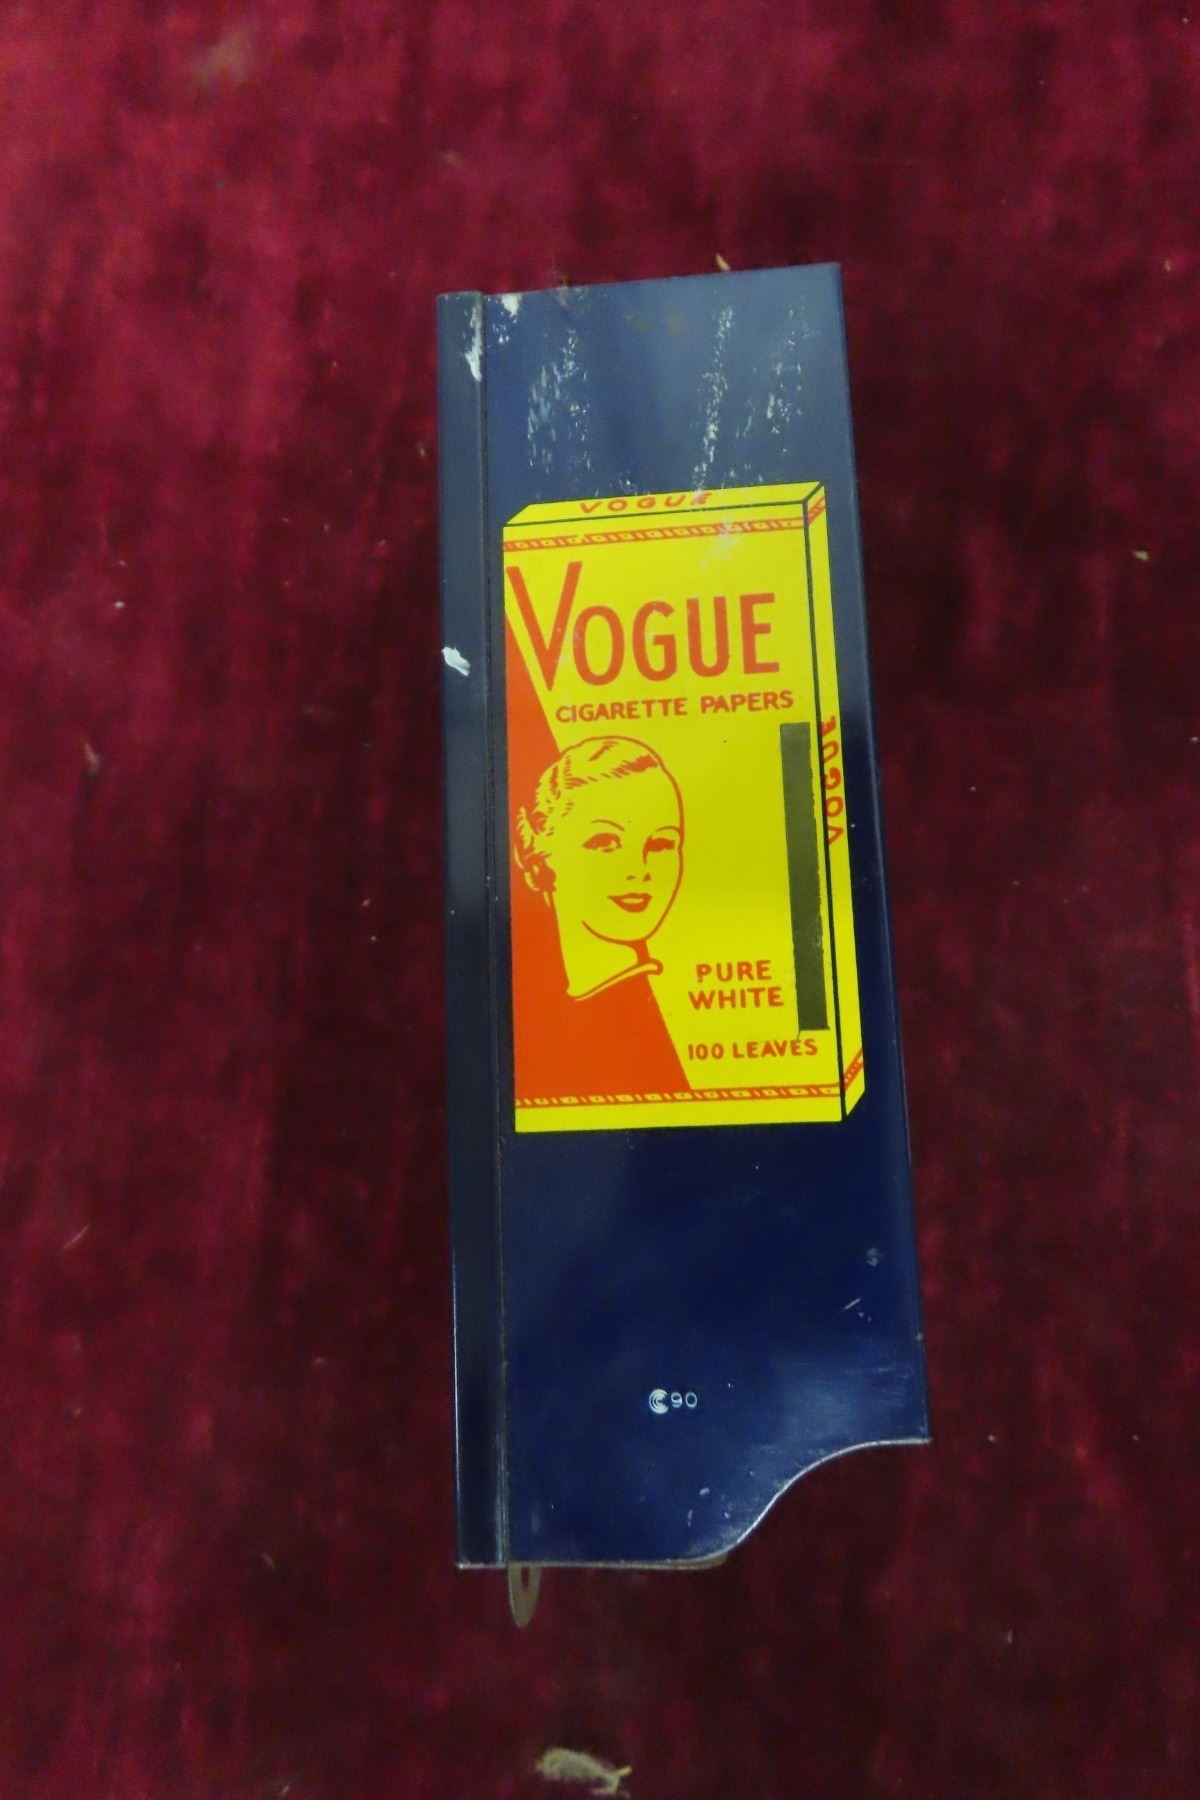 VOGUE
VOGUE
CIGARETTE PAPERS
VOGUE
PURE
WHITE
100 LEAVES
90